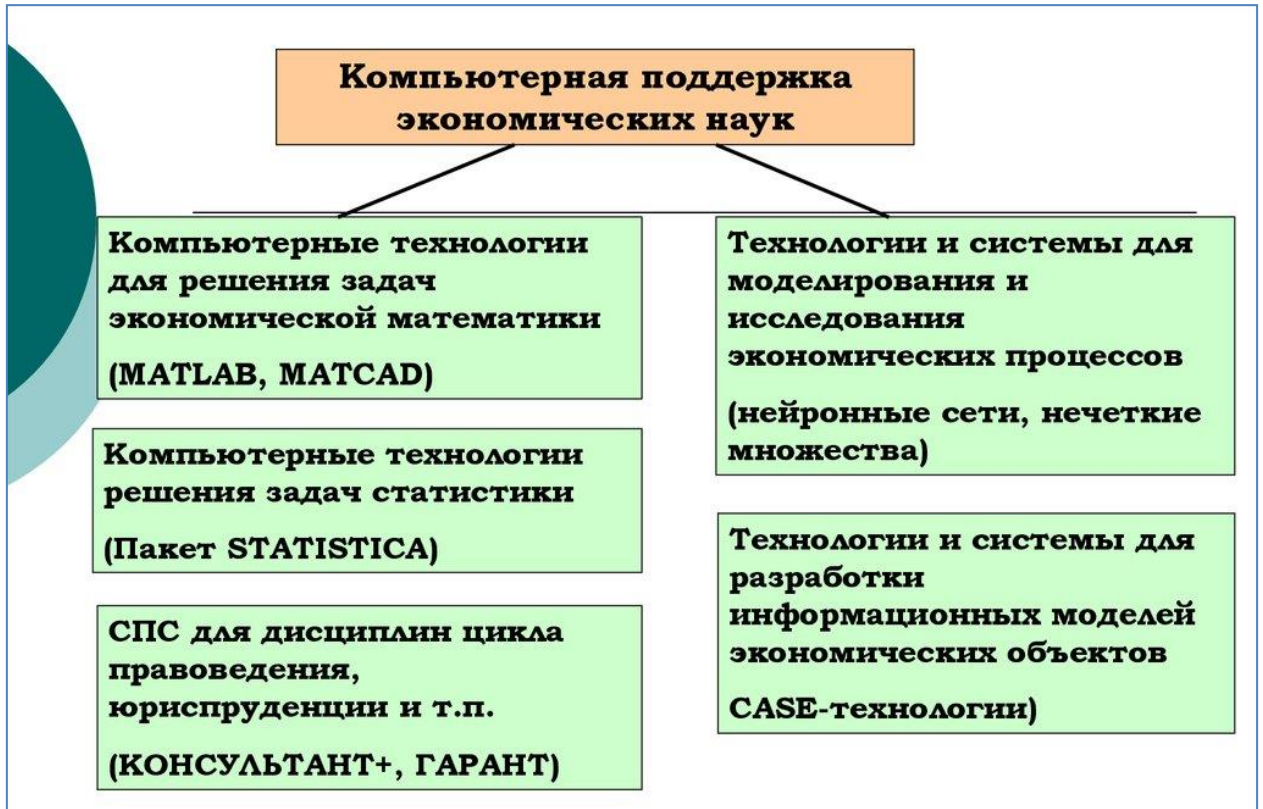 Компьютерная поддержка
экономических наук
Компьютерные технологии
для решения задач
экономической математики
(MATLAB, MATCAD)
Компьютерные технологии
решения задач статистики
(Пакет STATISTICA)
СПС для дисциплин цикла
правоведения,
юриспруденции и т.п.
(КОНСУЛЬТАНТ+, ГАРАНТ)
Технологии и системы для
моделирования и
исследования
экономических процессов
(нейронные сети, нечеткие
множества)
Технологии и системы для
разработки
информационных моделей
экономических объектов
CASE-технологии)